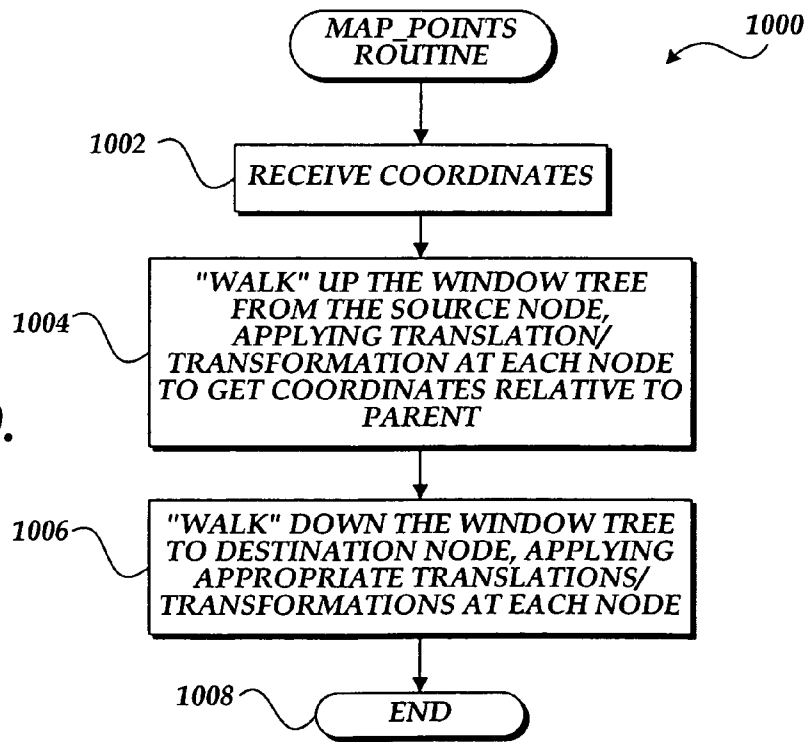 MAP_POINTS
ROUTINE
1000
1002
RECEIVE COORDINATES
1004
"WALK" UP THE WINDOW TREE
FROM THE SOURCE NODE,
APPLYING TRANSLATION/
TRANSFORMATION AT EACH NODE
TO GET COORDINATES RELATIVE TO
PARENT
1006
"WALK" DOWN THE WINDOW TREE
TO DESTINATION NODE, APPLYING
APPROPRIATE TRANSLATIONS/
TRANSFORMATIONS AT EACH NODE
1008
END